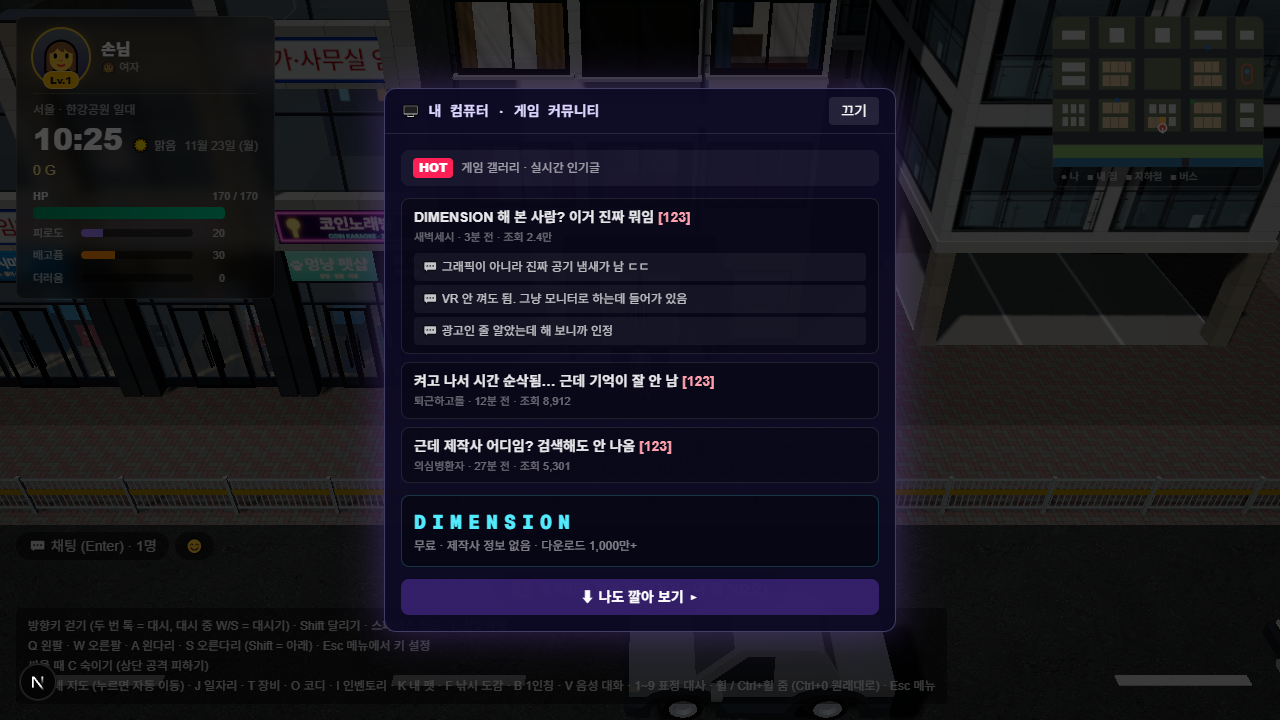 손님
여자
Lv.1
서울 · 한강공원 일대
10:25 맑음 11월 23일 (월)
0 G
HP 170 / 170
피로도 20
배고픔 30
더러움 0
코인노래
멍냥 펫샵
내 컴퓨터 · 게임 커뮤니티
끄기
HOT 게임 갤러리 · 실시간 인기글
DIMENSION 해 본 사람? 이거 진짜 뭐임 [123]
새벽세시 · 3분 전 · 조회 2.4만
그래픽이 아니라 진짜 공기 냄새가 남 ㄷㄷ
VR 안 껴도 됨. 그냥 모니터로 하는데 들어가 있음
광고인 줄 알았는데 해 보니까 인정
켜고 나서 시간 순삭됨… 근데 기억이 잘 안 남 [123]
퇴근하고롤 · 12분 전 · 조회 8,912
근데 제작사 어디임? 검색해도 안 나옴 [123]
의심병환자 · 27분 전 · 조회 5,301
DIMENSION
무료 · 제작사 정보 없음 · 다운로드 1,000만+
⬇ 나도 깔아 보기 ▸
나 내 집 지하철 버스
채팅 (Enter) · 1명
방향키 걷기 (두 번 톡 = 대시, 대시 중 W/S = 대시기) · Shift 달리기 ·
Q 왼팔 · W 오른팔 · A 왼다리 · S 오른다리 (Shift = 아래) · Esc 메뉴에서 키 설정
때 C 숙이기 (상단 공격 피하기)
지도 (누르면 자동 이동) · J 일자리 · T 장비 · O 코디 · I 인벤토리 · K 내 펫 · F 낚시 도감 · B 1인칭 · V 음성 대화 · 1~9 표정 대사 · 휠 / Ctrl+휠 줌 (Ctrl+0 원래대로) · Esc 메뉴
N